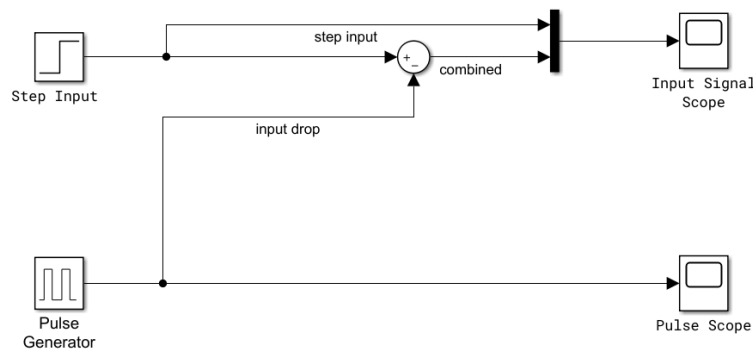 step input
Step Input
+
−
combined
Input Signal
Scope
input drop
Pulse
Generator
Pulse Scope